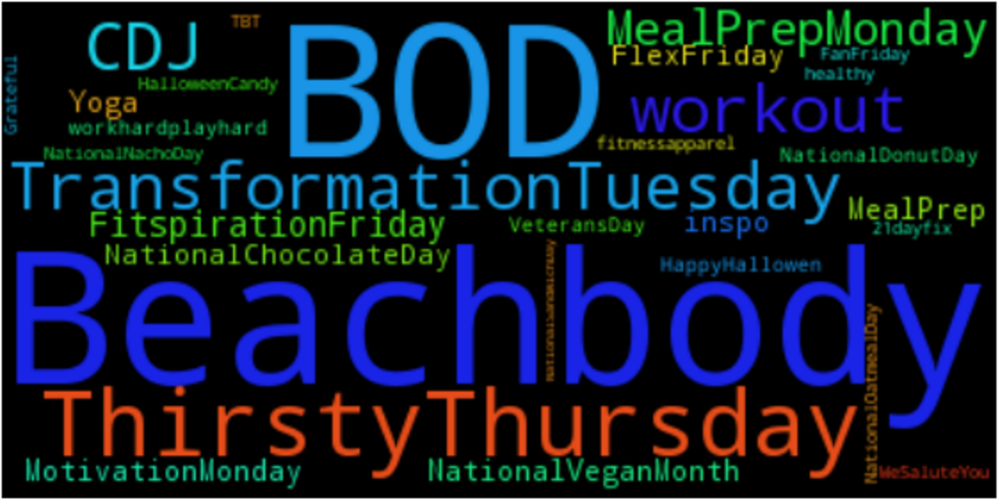 TBT
CDJ
BOD
MealPrepMonday
FlexFriday
FanFriday
healthy
Grateful
HalloweenCandy
Yoga
workout
workhardplayhard
fitnessapparel
NationalNachoDay
NationalDonutDay
TransformationTuesday
MealPrep
FitspirationFriday
VeteransDay
inspo
21dayfix
NationalChocolateDay
HappyHallowen
Beachbody
NationalSandwichDay
NationalOatmealDay
ThirstyThursday
MotivationMonday
NationalVeganMonth
WeSaluteYou